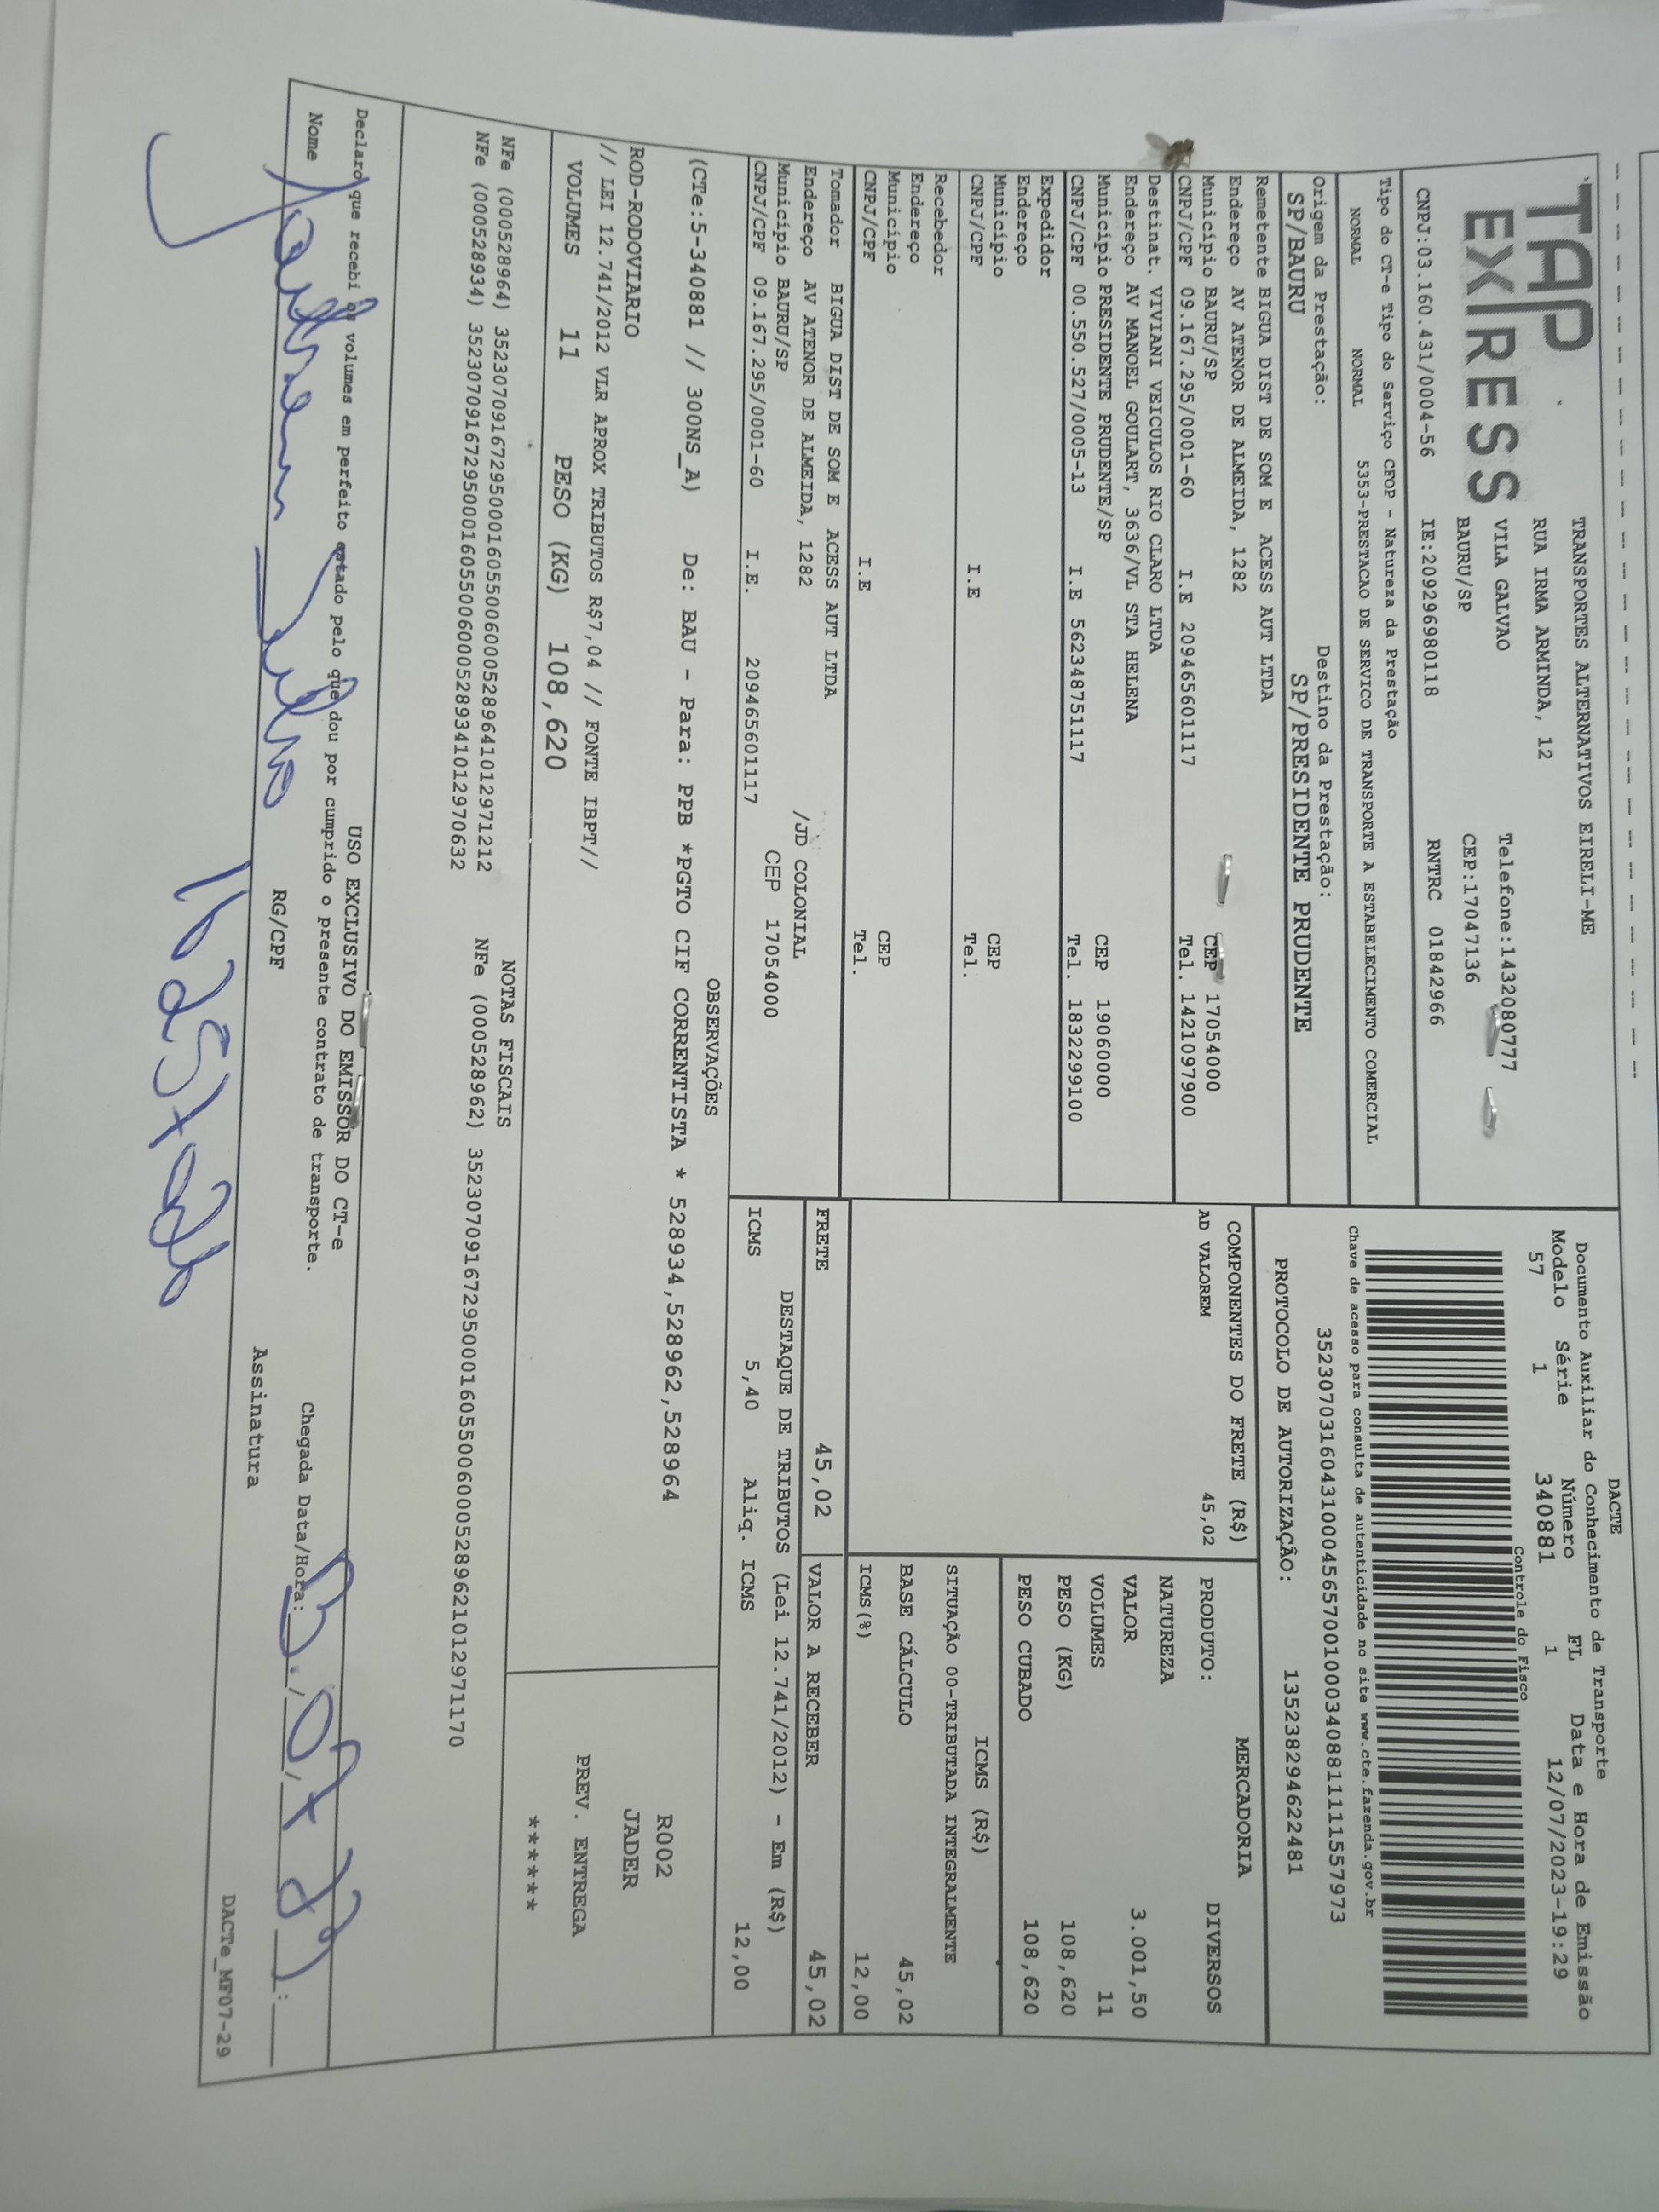 TAP
EXPRESS
TRANSPORTES ALTERNATIVOS EIRELI-ME
RUA IRMA ARMINDA, 12
VILA GALVAO
Telefone:1432080777
BAURU/SP
CEP:17047136
CNPJ:03.160.431/0004-56
IE:209296980118
RNTRC 01842966
DACTE
Documento Auxiliar do Conhecimento de Transporte
Modelo Série Número FL Data e Hora de Emissão
57 1 340881 1 12/07/2023-19:29
Controle do Fisco
Chave de acesso para consulta de autenticidade no site www.cte.fazenda.gov.br
35230703160431000456570010003408811111557973
PROTOCOLO DE AUTORIZAÇÃO: 135238294622481
Tipo do CT-e Tipo do Serviço CFOP - Natureza da Prestação
NORMAL NORMAL 5353-PRESTACAO DE SERVICO DE TRANSPORTE A ESTABELECIMENTO COMERCIAL
Origem da Prestação: Destino da Prestação:
SP/BAURU SP/PRESIDENTE PRUDENTE
Remetente BIGUA DIST DE SOM E ACESS AUT LTDA
Endereço AV ATENOR DE ALMEIDA, 1282
Município BAURU/SP CEP 17054000
CNPJ/CPF 09.167.295/0001-60 I.E 209465601117 Tel. 1421097900
Destinat. VIVIANI VEICULOS RIO CLARO LTDA
Endereço AV MANOEL GOULART, 3636/VL STA HELENA
Município PRESIDENTE PRUDENTE/SP CEP 19060000
CNPJ/CPF 00.550.527/0005-13 I.E 562348751117 Tel. 1832299100
Expedidor
Endereço
Município CEP
CNPJ/CPF I.E Tel.
Recebedor
Endereço
Município CEP
CNPJ/CPF I.E Tel.
Tomador BIGUA DIST DE SOM E ACESS AUT LTDA
Endereço AV ATENOR DE ALMEIDA, 1282 /JD COLONIAL
Município BAURU/SP CEP 17054000
CNPJ/CPF 09.167.295/0001-60 I.E. 209465601117
COMPONENTES DO FRETE (R$)
AD VALOREM 45,02
MERCADORIA
PRODUTO: DIVERSOS
NATUREZA
VALOR 3.001,50
VOLUMES 11
PESO (KG) 108,620
PESO CUBADO 108,620
ICMS (R$)
SITUAÇÃO 00-TRIBUTADA INTEGRALMENTE
BASE CÁLCULO 45,02
ICMS(%) 12,00
FRETE 45,02 VALOR A RECEBER 45,02
DESTAQUE DE TRIBUTOS (Lei 12.741/2012) - Em (R$)
ICMS 5,40 Aliq. ICMS 12,00
OBSERVAÇÕES
(CTe:5-340881 // 300NS_A) De: BAU - Para: PPB *PGTO CIF CORRENTISTA * 528934,528962,528964
ROD-RODOVIARIO
// LEI 12.741/2012 VLR APROX TRIBUTOS R$7,04 // FONTE IBPT//
VOLUMES 11 PESO (KG) 108,620
R002
JADER
PREV. ENTREGA
******
NOTAS FISCAIS
NFe (000528964) 35230709167295000160550060005289641012971212
NFe (000528962) 35230709167295000160550060005289621012971170
NFe (000528934) 35230709167295000160550060005289341012970632
USO EXCLUSIVO DO EMISSOR DO CT-e
Declaro que recebi os volumes em perfeito estado pelo que dou por cumprido o presente contrato de transporte.
Nome RG/CPF Assinatura Chegada Data/Hora:
DACTe_MF07-29